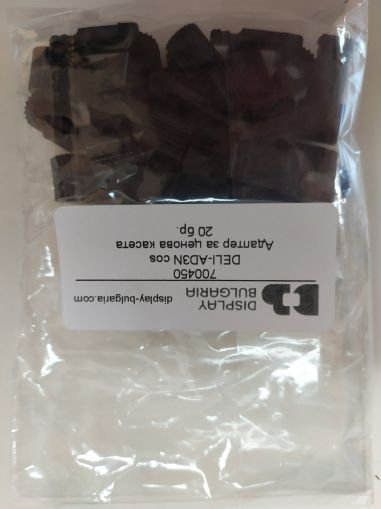 DISPLAY
BULGARIA
display-bulgaria.com
700450
DELI-AD3N cos
Адаптер за ценова касета
20 бр.